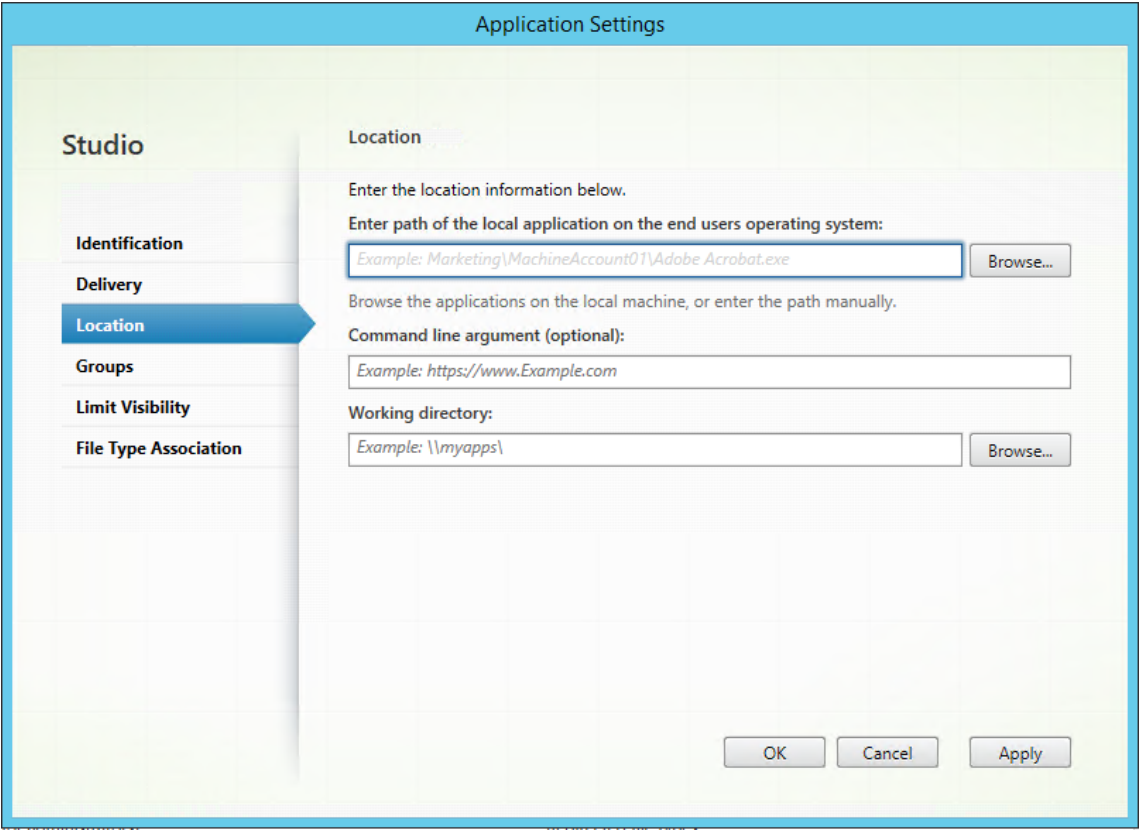 Application Settings
Studio
Identification
Delivery
Location
Groups
Limit Visibility
File Type Association
Location
Enter the location information below.
Enter path of the local application on the end users operating system:
Example: Marketing\MachineAccount01\Adobe Acrobat.exe
Browse...
Browse the applications on the local machine, or enter the path manually.
Command line argument (optional):
Example: https://www.Example.com
Working directory:
Example: \\myapps\
Browse...
OK
Cancel
Apply